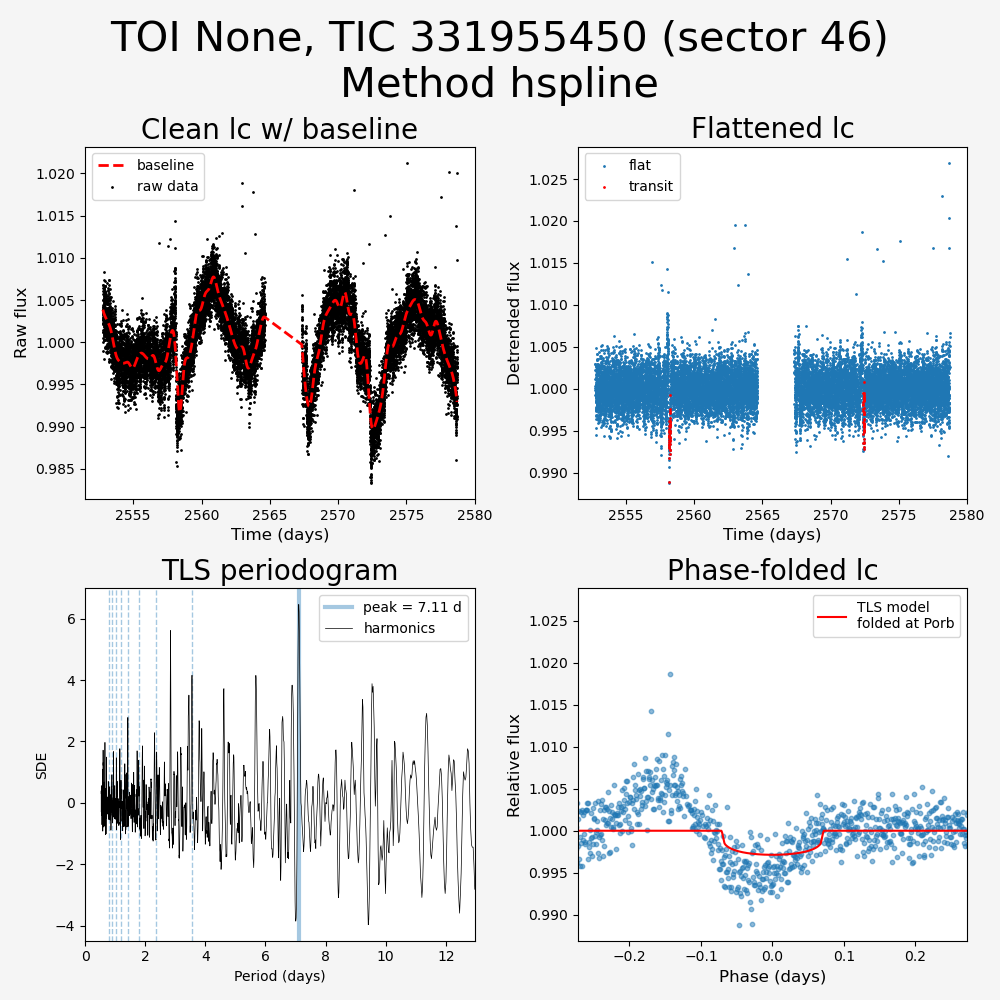 TOI None, TIC 331955450 (sector 46)
Method hspline
Clean lc w/ baseline
baseline
raw data
1.020
1.015
1.010
1.005
1.000
0.995
0.990
0.985
Raw flux
2555
2560
2565
2570
2575
2580
Time (days)
Flattened lc
flat
transit
1.025
1.020
1.015
1.010
1.005
1.000
0.995
0.990
Detrended flux
2555
2560
2565
2570
2575
2580
Time (days)
TLS periodogram
peak = 7.11 d
harmonics
6
4
2
0
−2
−4
SDE
0
2
4
6
8
10
12
Period (days)
Phase-folded lc
TLS model
folded at Porb
1.025
1.020
1.015
1.010
1.005
1.000
0.995
0.990
Relative flux
−0.2
−0.1
0.0
0.1
0.2
Phase (days)